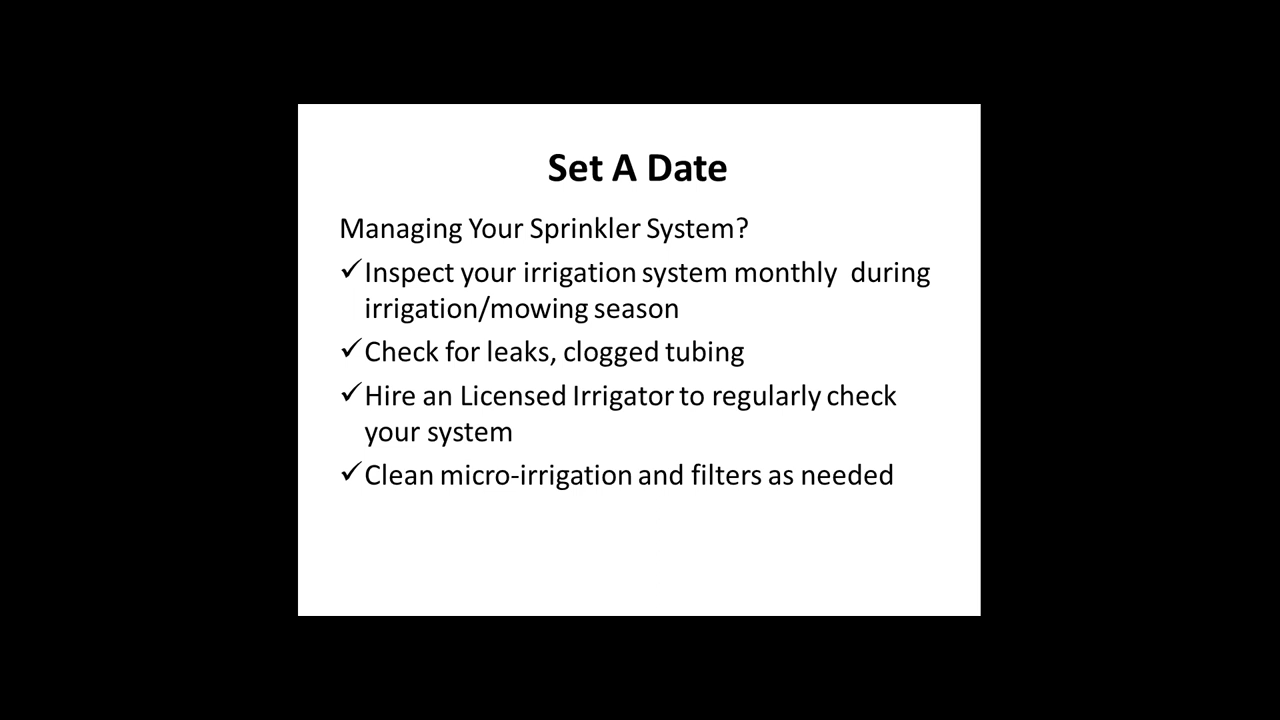 Set A Date
Managing Your Sprinkler System?
✓Inspect your irrigation system monthly  during
irrigation/mowing season
✓Check for leaks, clogged tubing
✓Hire an Licensed Irrigator to regularly check
your system
✓Clean micro-irrigation and filters as needed